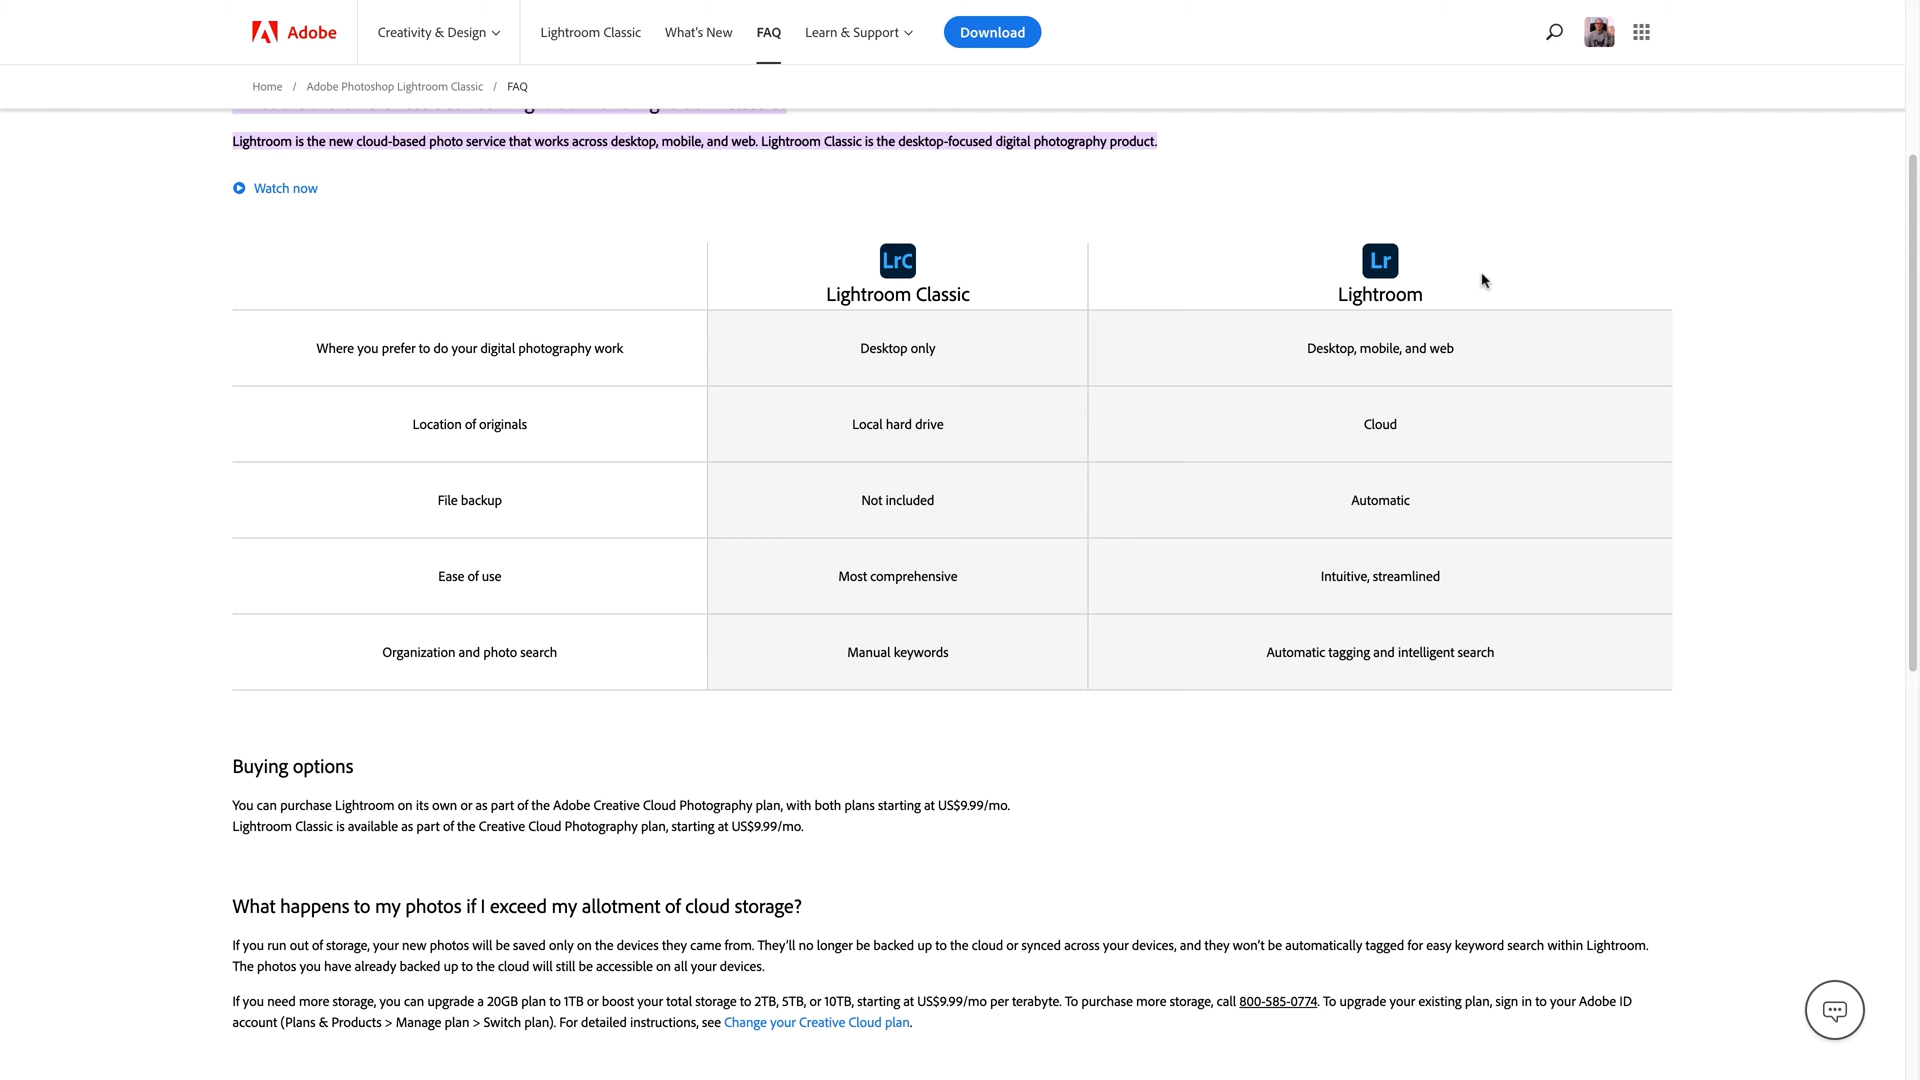 Adobe
Creativity & Design
Lightroom Classic
What's New
FAQ
Learn & Support
Download
Home / Adobe Photoshop Lightroom Classic / FAQ
Lightroom is the new cloud-based photo service that works across desktop, mobile, and web. Lightroom Classic is the desktop-focused digital photography product.
Watch now
LrC
Lr
Lightroom Classic
Lightroom
Where you prefer to do your digital photography work
Desktop only
Desktop, mobile, and web
Location of originals
Local hard drive
Cloud
File backup
Not included
Automatic
Ease of use
Most comprehensive
Intuitive, streamlined
Organization and photo search
Manual keywords
Automatic tagging and intelligent search
Buying options
You can purchase Lightroom on its own or as part of the Adobe Creative Cloud Photography plan, with both plans starting at US$9.99/mo.
Lightroom Classic is available as part of the Creative Cloud Photography plan, starting at US$9.99/mo.
What happens to my photos if I exceed my allotment of cloud storage?
If you run out of storage, your new photos will be saved only on the devices they came from. They'll no longer be backed up to the cloud or synced across your devices, and they won't be automatically tagged for easy keyword search within Lightroom.
The photos you have already backed up to the cloud will still be accessible on all your devices.
If you need more storage, you can upgrade a 20GB plan to 1TB or boost your total storage to 2TB, 5TB, or 10TB, starting at US$9.99/mo per terabyte. To purchase more storage, call 800-585-0774. To upgrade your existing plan, sign in to your Adobe ID
account (Plans & Products > Manage plan > Switch plan). For detailed instructions, see Change your Creative Cloud plan.